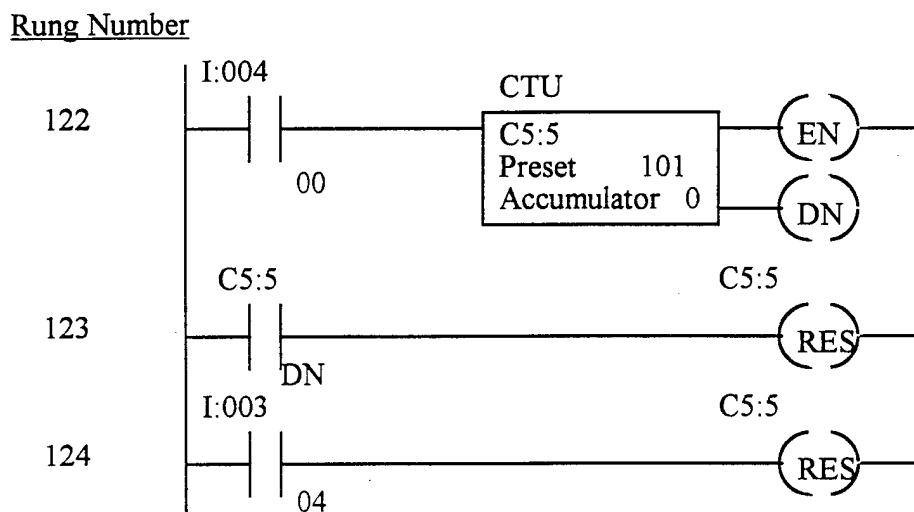 Rung Number
I:004
CTU
122
C5:5
EN
Preset 101
00
Accumulator 0
DN
C5:5
C5:5
123
RES
DN
I:003
C5:5
124
RES
04